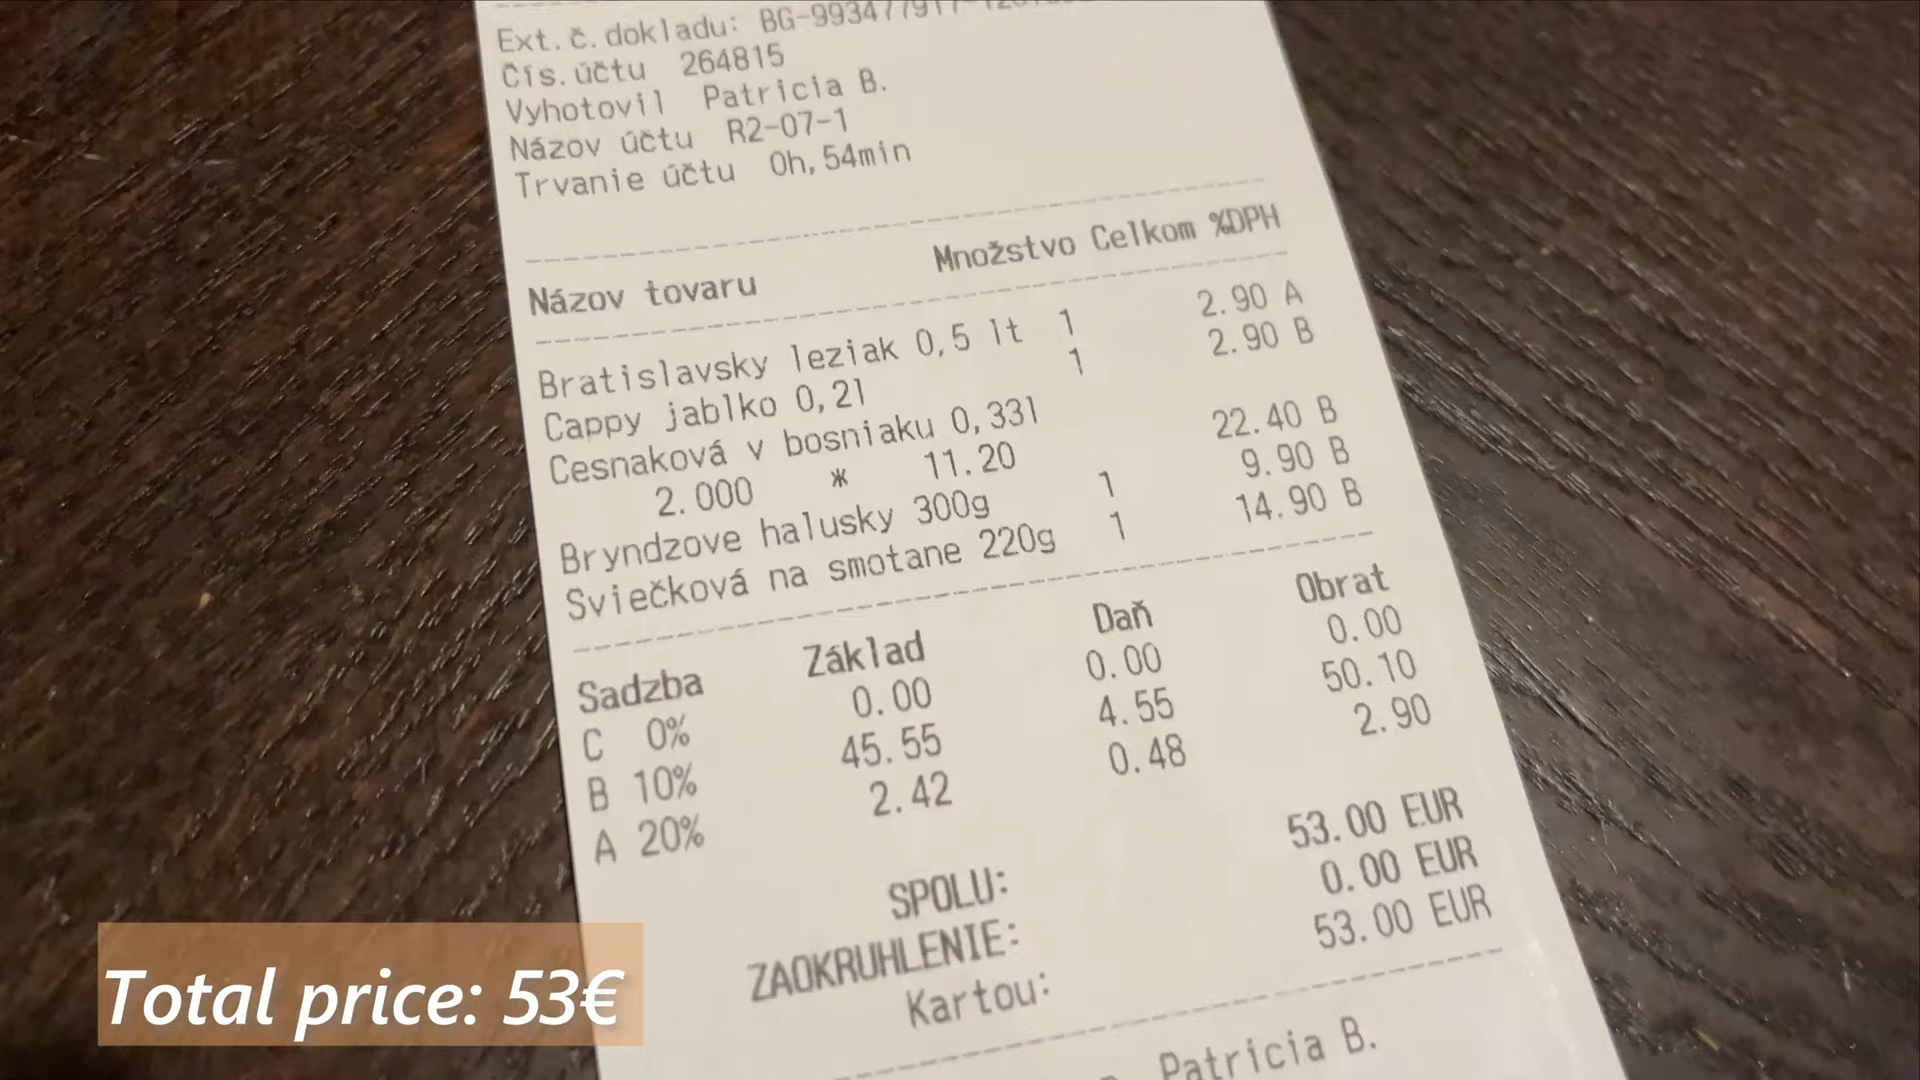 Ext.č.dokladu:
Čís.účtu 264815
Vyhotovil Patricia B.
Názov účtu R2-07-1
Trvanie účtu 0h,54min
Názov tovaru Množstvo Celkom %DPH
Bratislavsky leziak 0,5 lt 1 2.90 A
Cappy jablko 0,2l 1 2.90 B
Cesnaková v bosniaku 0,33l
2.000 * 11.20 22.40 B
Bryndzove halusky 300g 1 9.90 B
Sviečková na smotane 220g 1 14.90 B
Sadzba Základ Daň Obrat
C 0% 0.00 0.00 0.00
B 10% 45.55 4.55 50.10
A 20% 2.42 0.48 2.90
SPOLU: 53.00 EUR
ZAOKRUHLENIE: 0.00 EUR
Kartou: 53.00 EUR
Patricia B.
Total price: 53€